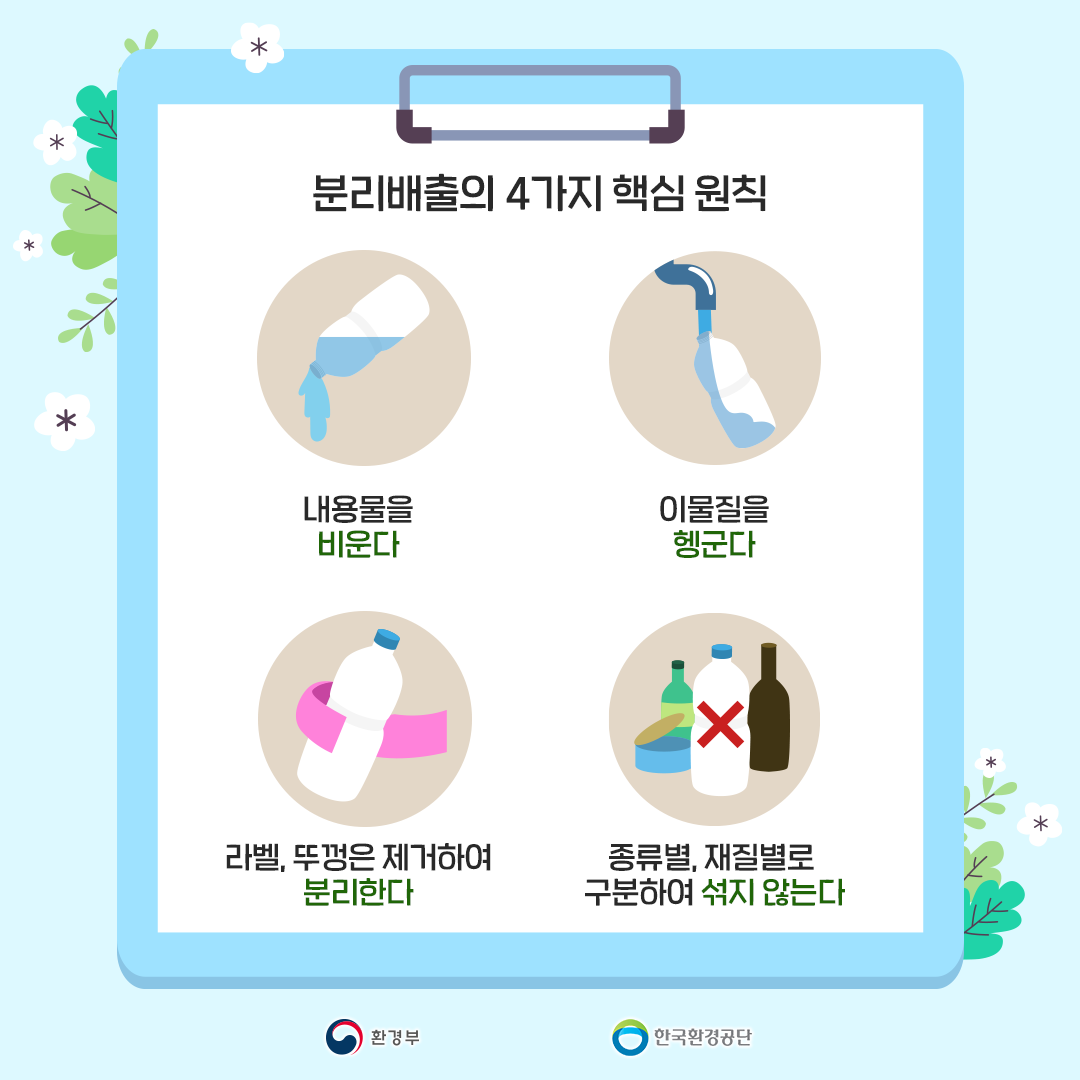 분리배출의 4가지 핵심 원칙
내용물을
비운다
이물질을
헹군다
라벨, 뚜껑은 제거하여
분리한다
종류별, 재질별로
구분하여 섞지 않는다
환경부
한국환경공단